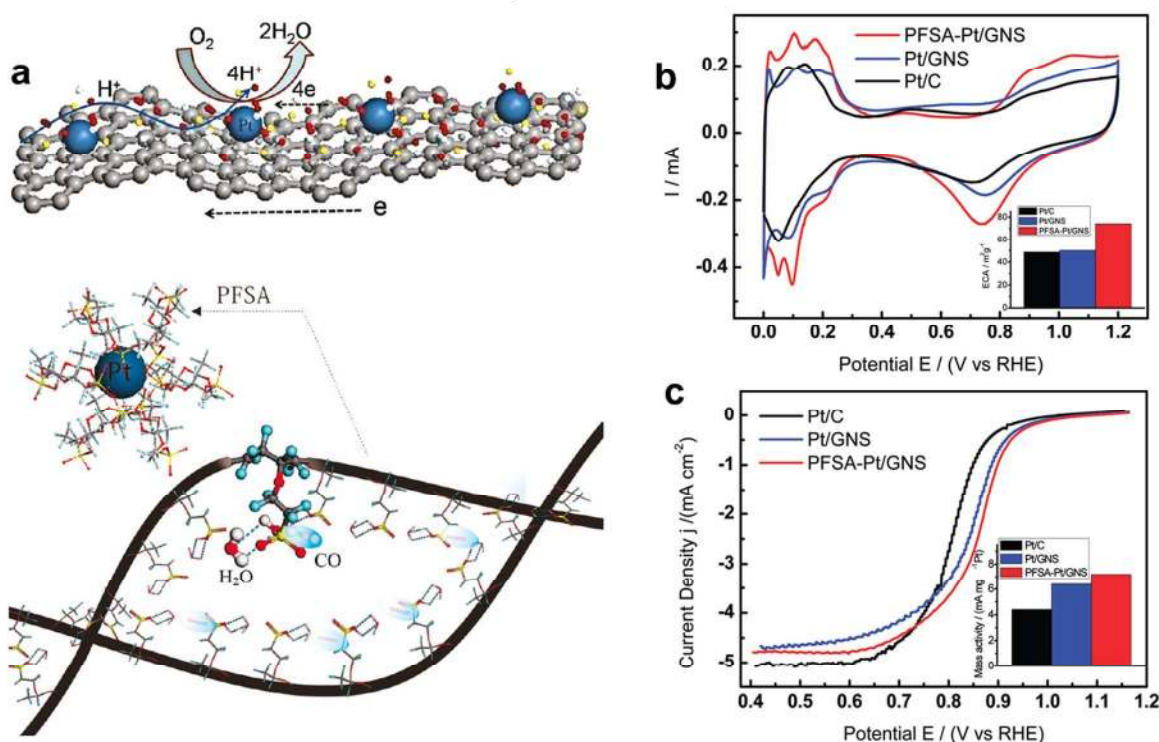 a
O₂
2H₂O
H⁺
4H⁺
4e
Pt
e
PFSA
Pt
H₂O
CO
b
PFSA-Pt/GNS
Pt/GNS
Pt/C
I / mA
0.2
0.0
-0.2
-0.4
0.0 0.2 0.4 0.6 0.8 1.0 1.2
Potential E / (V vs RHE)
Pt/C
Pt/GNS
PFSA-Pt/GNS
ECA / m²g⁻¹
80
60
40
20
0
c
Pt/C
Pt/GNS
PFSA-Pt/GNS
Current Density j /(mA cm⁻²)
0
-1
-2
-3
-4
-5
0.4 0.5 0.6 0.7 0.8 0.9 1.0 1.1 1.2
Potential E / (V vs RHE)
Pt/C
Pt/GNS
PFSA-Pt/GNS
Mass activity / (mA mg⁻¹Pt)
8
6
4
2
0